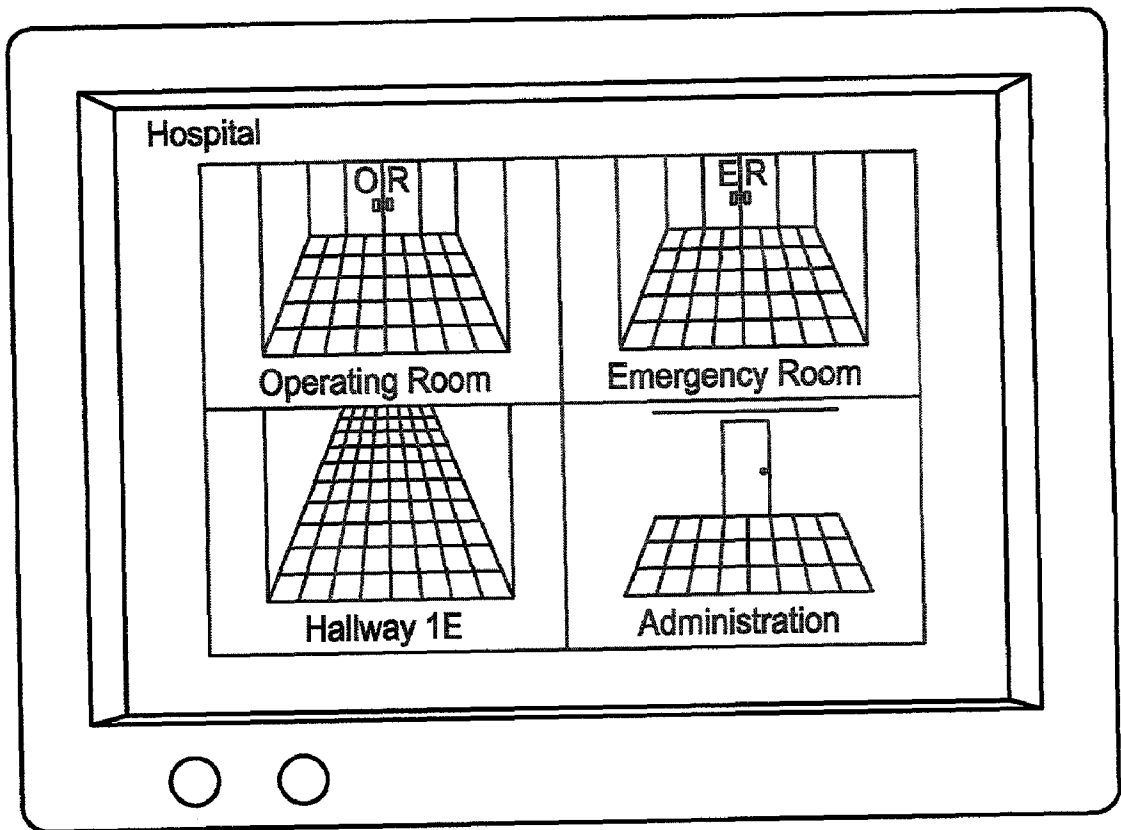 Hospital
OR
ER
Operating Room
Emergency Room
Hallway 1E
Administration